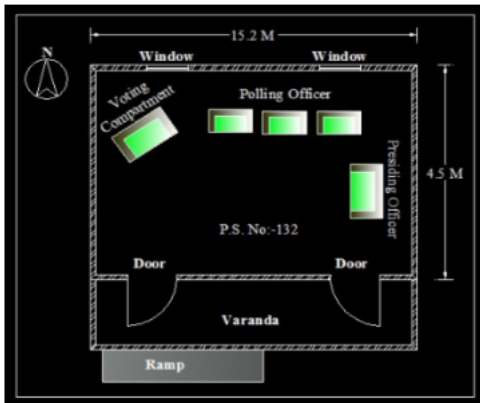 15.2 M
N
Window
Window
Voting
Compartment
Polling Officer
Presiding Officer
4.5 M
P.S. No:-132
Door
Door
Varanda
Ramp